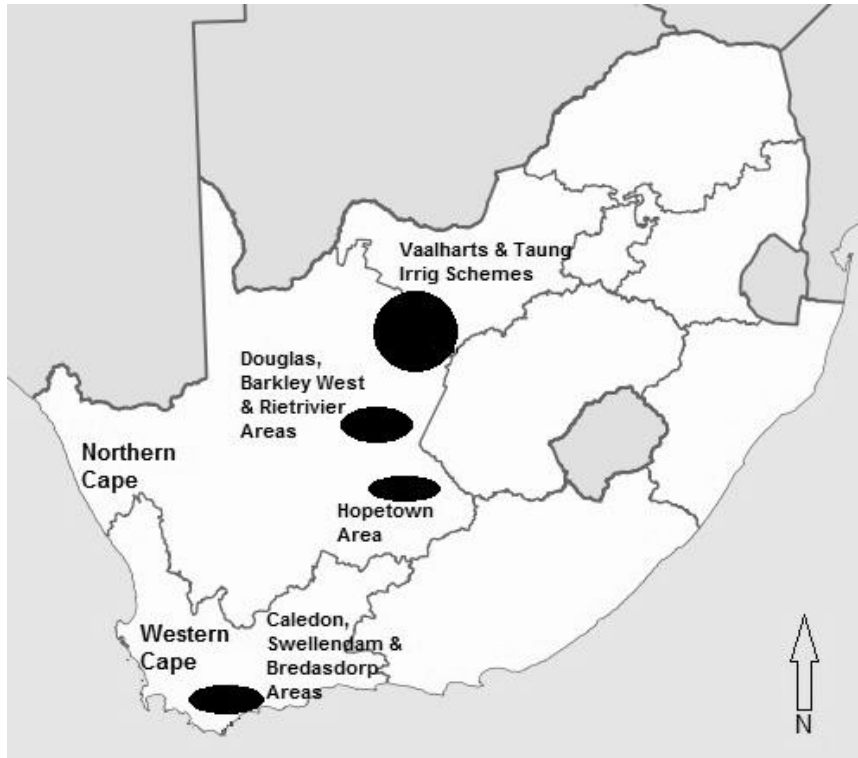 Vaalharts & Taung
Irrig Schemes
Douglas,
Barkley West
& Rietrivier
Areas
Northern
Cape
Hopetown
Area
Western
Cape
Caledon,
Swellendam &
Bredasdorp
Areas
N